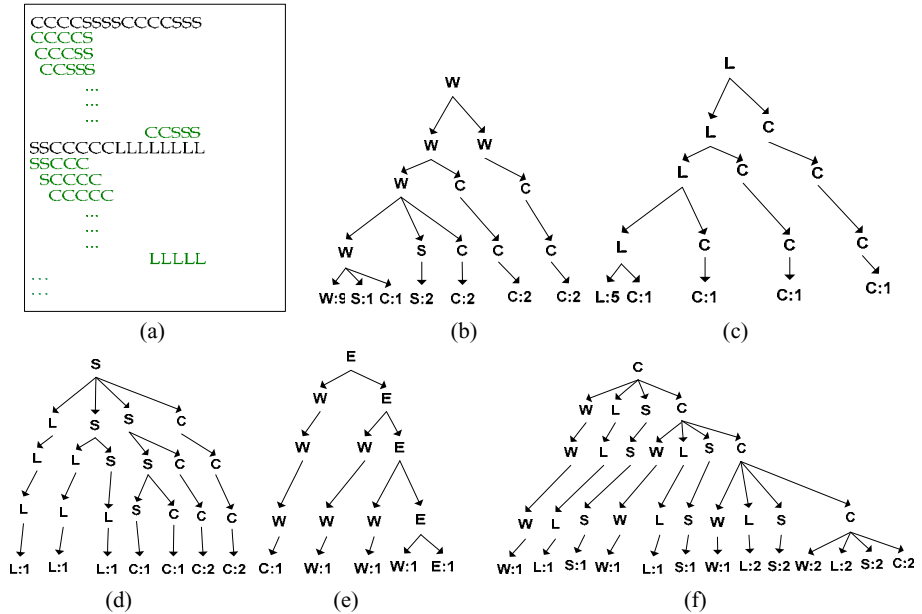 CCCCSSSSCCCCSSS
CCCCS
CCCSS
CCSSS
...
...
...
CCSSS
SSCCCCCLLLLLLLL
SSCCC
SCCCC
CCCCC
...
...
...
LLLLL
...
...
(a)
W
W W
W C C
W S C C C
W:9 S:1 C:1 S:2 C:2 C:2 C:2
(b)
L
L C
L C C
L C C C
L:5 C:1 C:1 C:1 C:1
(c)
S
L S S C
L L S S C C
L L L S C C C
L:1 L:1 L:1 C:1 C:1 C:2 C:2
(d)
E
W E
W W E
W W W E
C:1 W:1 W:1 W:1 E:1
(e)
C
W L S C
W L S W L S C
W L S W L S W L S C
W:1 L:1 S:1 W:1 L:1 S:1 W:1 L:2 S:2 W:2 L:2 S:2 C:2
(f)